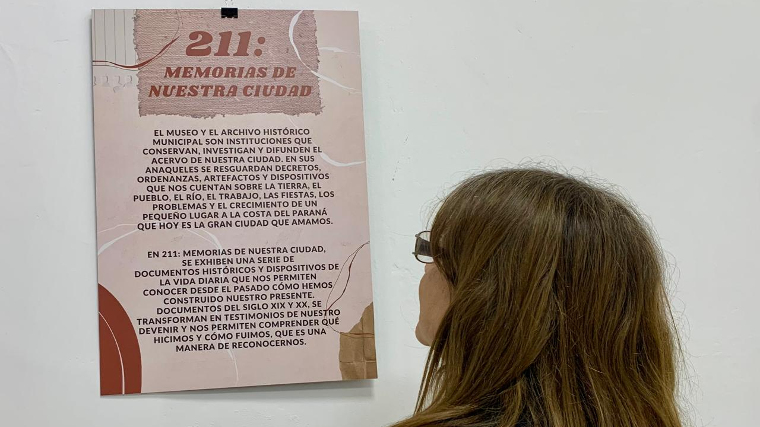 211:
MEMORIAS DE
NUESTRA CIUDAD
EL MUSEO Y EL ARCHIVO HISTÓRICO
MUNICIPAL SON INSTITUCIONES QUE
CONSERVAN, INVESTIGAN Y DIFUNDEN EL
ACERVO DE NUESTRA CIUDAD. EN SUS
ANAQUELES SE RESGUARDAN DECRETOS,
ORDENANZAS, ARTEFACTOS Y DISPOSITIVOS
QUE NOS CUENTAN SOBRE LA TIERRA, EL
PUEBLO, EL RÍO, EL TRABAJO, LAS FIESTAS, LOS
PROBLEMAS Y EL CRECIMIENTO DE UN
PEQUEÑO LUGAR A LA COSTA DEL PARANÁ
QUE HOY ES LA GRAN CIUDAD QUE AMAMOS.
EN 211: MEMORIAS DE NUESTRA CIUDAD,
SE EXHIBEN UNA SERIE DE
DOCUMENTOS HISTÓRICOS Y DISPOSITIVOS DE
LA VIDA DIARIA QUE NOS PERMITEN
CONOCER DESDE EL PASADO CÓMO HEMOS
CONSTRUIDO NUESTRO PRESENTE.
DOCUMENTOS DEL SIGLO XIX Y XX, SE
TRANSFORMAN EN TESTIMONIOS DE NUESTRO
DEVENIR Y NOS PERMITEN COMPRENDER QUÉ
HICIMOS Y CÓMO FUIMOS, QUE ES UNA
MANERA DE RECONOCERNOS.